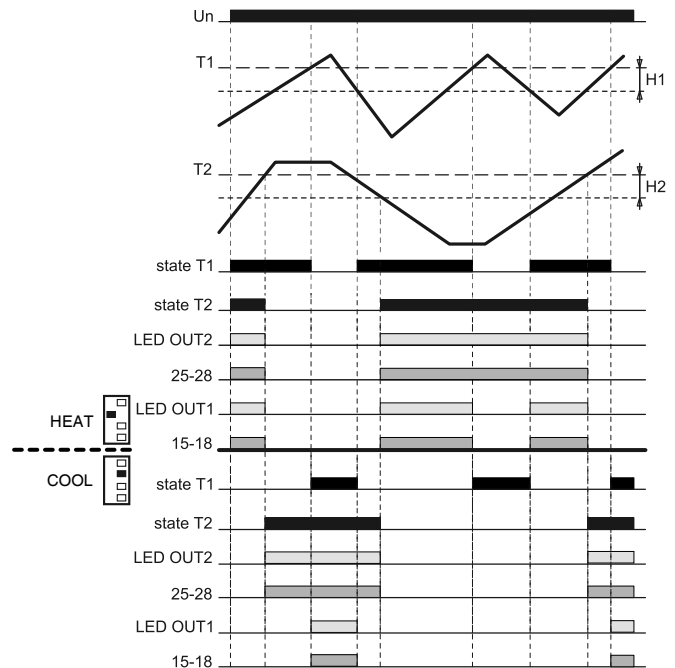 Un
T1
H1
T2
H2
state T1
state T2
LED OUT2
25-28
HEAT
LED OUT1
15-18
COOL
state T1
state T2
LED OUT2
25-28
LED OUT1
15-18